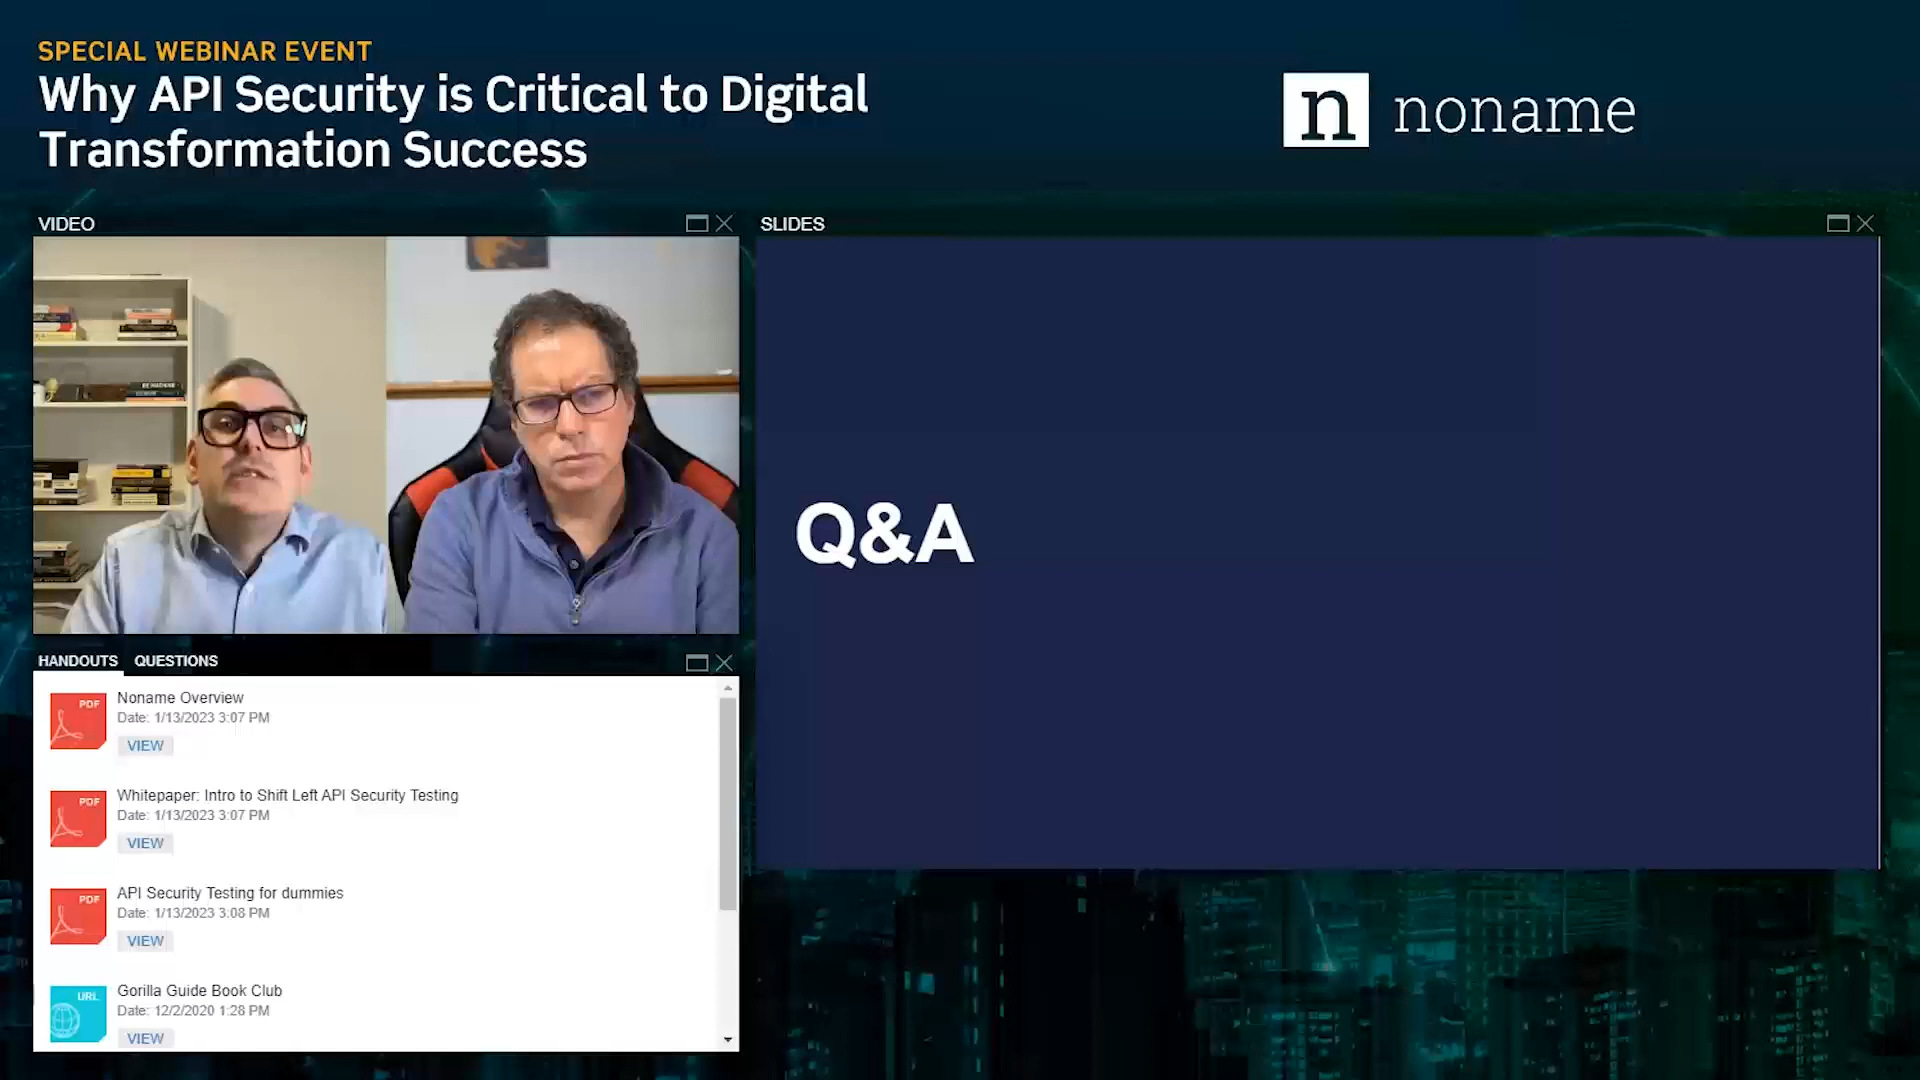 SPECIAL WEBINAR EVENT
Why API Security is Critical to Digital
Transformation Success
n noname
VIDEO
SLIDES
Q&A
HANDOUTS QUESTIONS
PDF
Noname Overview
Date: 1/13/2023 3:07 PM
VIEW
PDF
Whitepaper: Intro to Shift Left API Security Testing
Date: 1/13/2023 3:07 PM
VIEW
PDF
API Security Testing for dummies
Date: 1/13/2023 3:08 PM
VIEW
URL
Gorilla Guide Book Club
Date: 12/2/2020 1:28 PM
VIEW